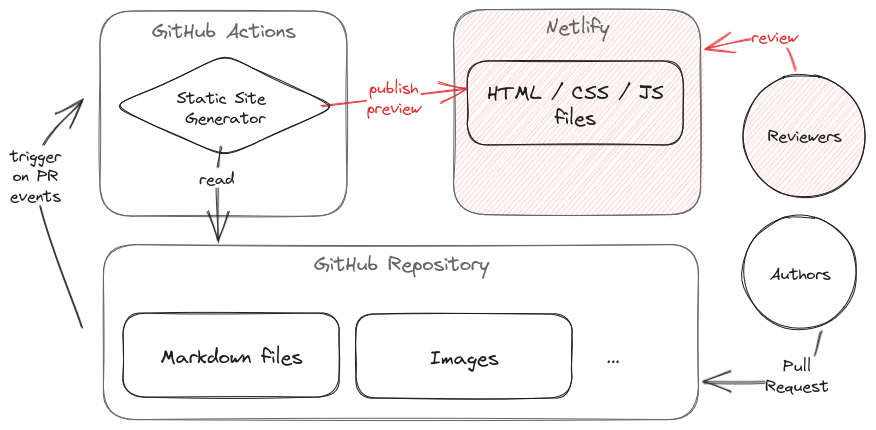 GitHub Actions
Static Site
Generator
publish
preview
Netlify
HTML / CSS / JS
files
review
Reviewers
trigger
on PR
events
read
GitHub Repository
Markdown files
Images
...
Authors
Pull
Request